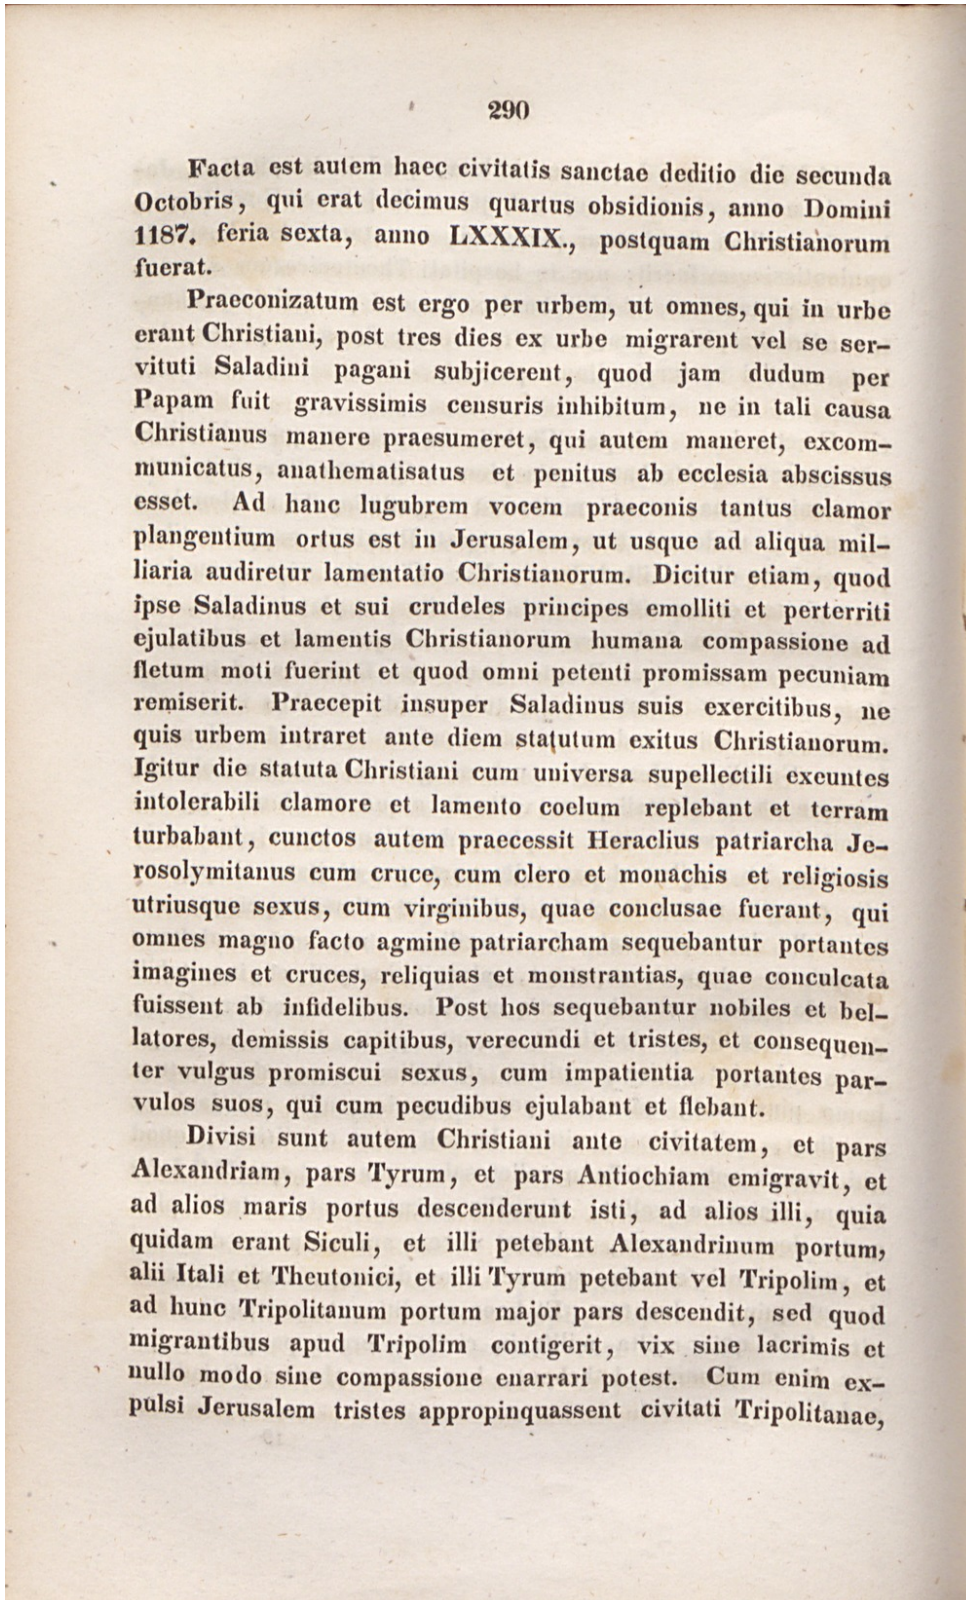 290
Facta est autem haec civitatis sanctae deditio die secunda
Octobris, qui erat decimus quartus obsidionis, anno Domini
1187. feria sexta, anno LXXXIX., postquam Christianorum
fuerat.
Praeconizatum est ergo per urbem, ut omnes, qui in urbe
erant Christiani, post tres dies ex urbe migrarent vel se ser-
vituti Saladini pagani subjicerent, quod jam dudum per
Papam fuit gravissimis censuris inhibitum, ne in tali causa
Christianus manere praesumeret, qui autem maneret, excom-
municatus, anathematisatus et penitus ab ecclesia abscissus
esset. Ad hanc lugubrem vocem praeconis tantus clamor
plangentium ortus est in Jerusalem, ut usque ad aliqua mil-
liaria audiretur lamentatio Christianorum. Dicitur etiam, quod
ipse Saladinus et sui crudeles principes emolliti et perterriti
ejulatibus et lamentis Christianorum humana compassione ad
fletum moti fuerint et quod omni petenti promissam pecuniam
remiserit. Praecepit insuper Saladinus suis exercitibus, ne
quis urbem intraret ante diem statutum exitus Christianorum.
Igitur die statuta Christiani cum universa supellectili exeuntes
intolerabili clamore et lamento coelum replebant et terram
turbabant, cunctos autem praecessit Heraclius patriarcha Je-
rosolymitanus cum cruce, cum clero et monachis et religiosis
utriusque sexus, cum virginibus, quae conclusae fuerant, qui
omnes magno facto agmine patriarcham sequebantur portantes
imagines et cruces, reliquias et monstrantias, quae conculcata
fuissent ab infidelibus. Post hos sequebantur nobiles et bel-
latores, demissis capitibus, verecundi et tristes, et consequen-
ter vulgus promiscui sexus, cum impatientia portantes par-
vulos suos, qui cum pecudibus ejulabant et flebant.
Divisi sunt autem Christiani ante civitatem, et pars
Alexandriam, pars Tyrum, et pars Antiochiam emigravit, et
ad alios maris portus descenderunt isti, ad alios illi, quia
quidam erant Siculi, et illi petebant Alexandrinum portum,
alii Itali et Theutonici, et illi Tyrum petebant vel Tripolim, et
ad hunc Tripolitanum portum major pars descendit, sed quod
migrantibus apud Tripolim contigerit, vix sine lacrimis et
nullo modo sine compassione enarrari potest. Cum enim ex-
pulsi Jerusalem tristes appropinquassent civitati Tripolitanae,